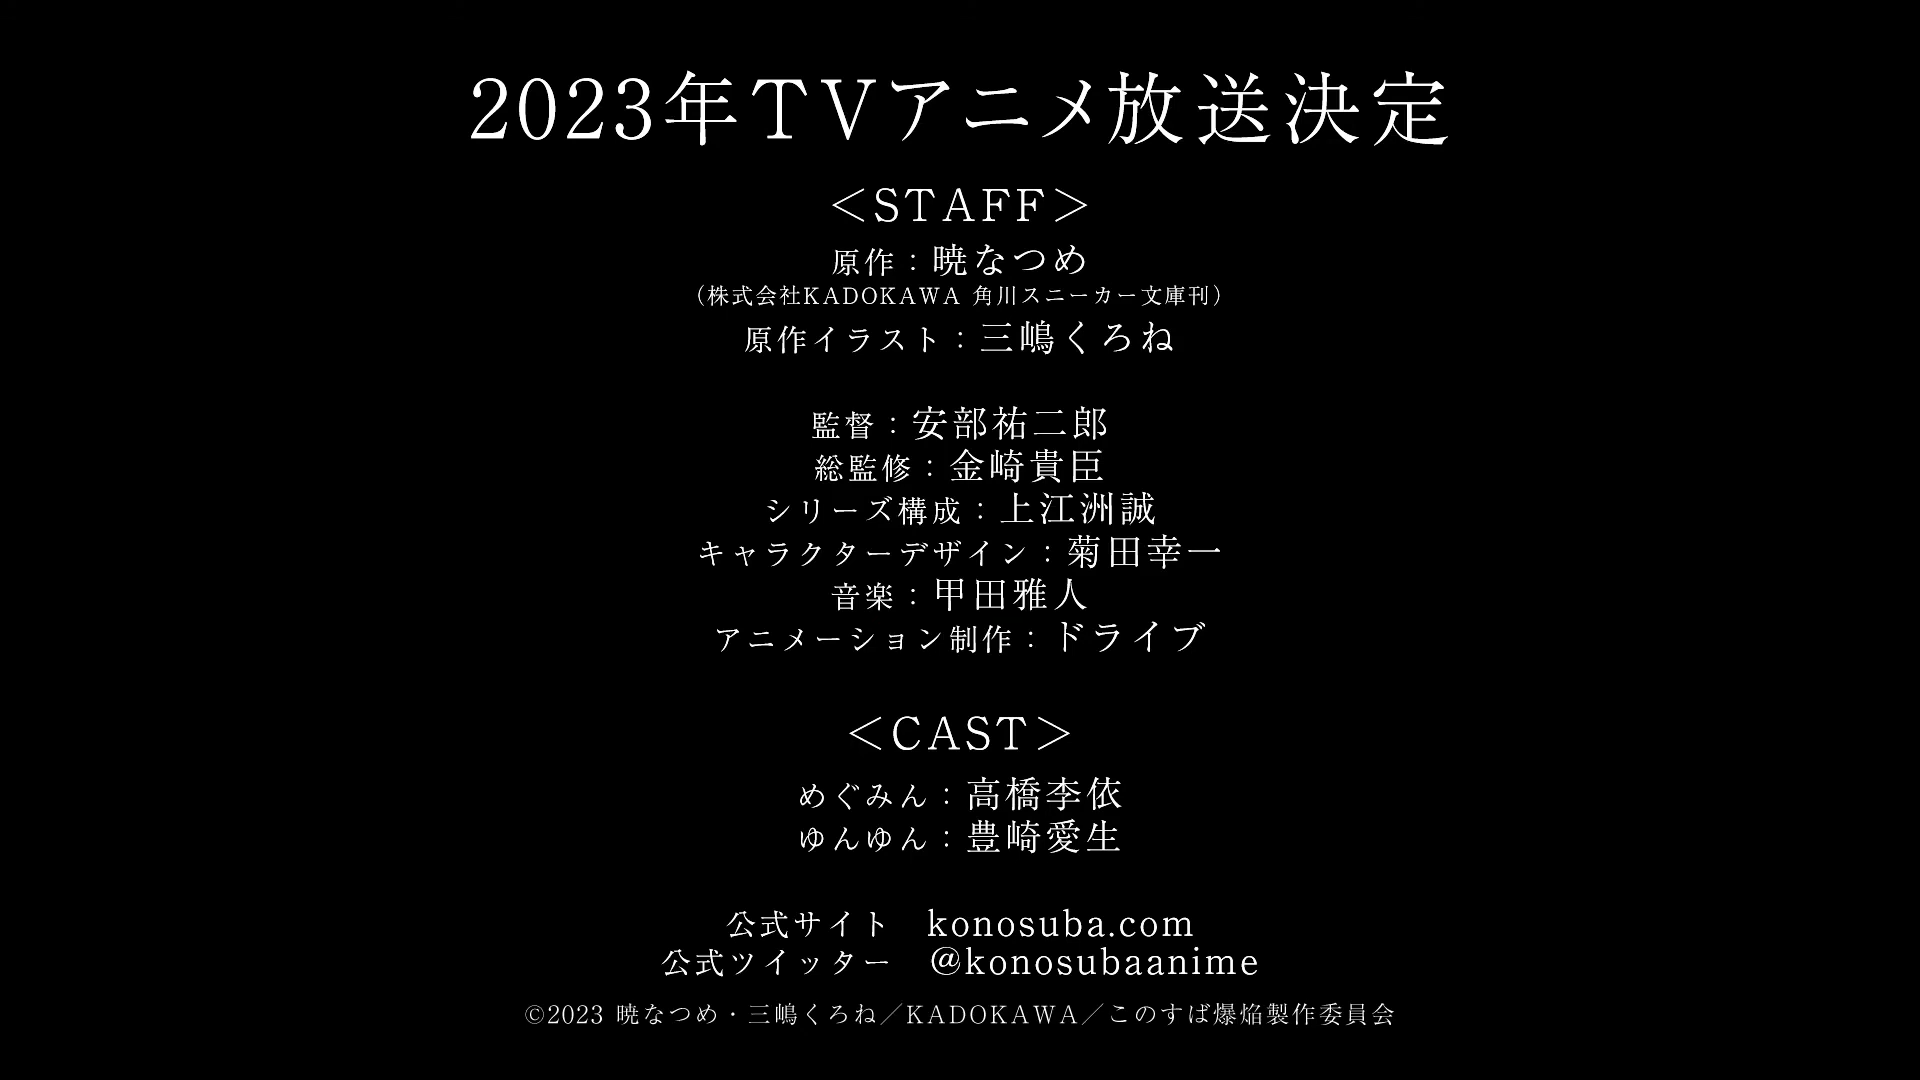 2023年TVアニメ放送決定
＜STAFF＞
原作：暁なつめ
（株式会社KADOKAWA 角川スニーカー文庫刊）
原作イラスト：三嶋くろね
監督：安部祐二郎
総監修：金崎貴臣
シリーズ構成：上江洲誠
キャラクターデザイン：菊田幸一
音楽：甲田雅人
アニメーション制作：ドライブ
＜CAST＞
めぐみん：高橋李依
ゆんゆん：豊崎愛生
公式サイト　konosuba.com
公式ツイッター　@konosubaanime
©2023 暁なつめ・三嶋くろね／KADOKAWA／このすば爆焔製作委員会